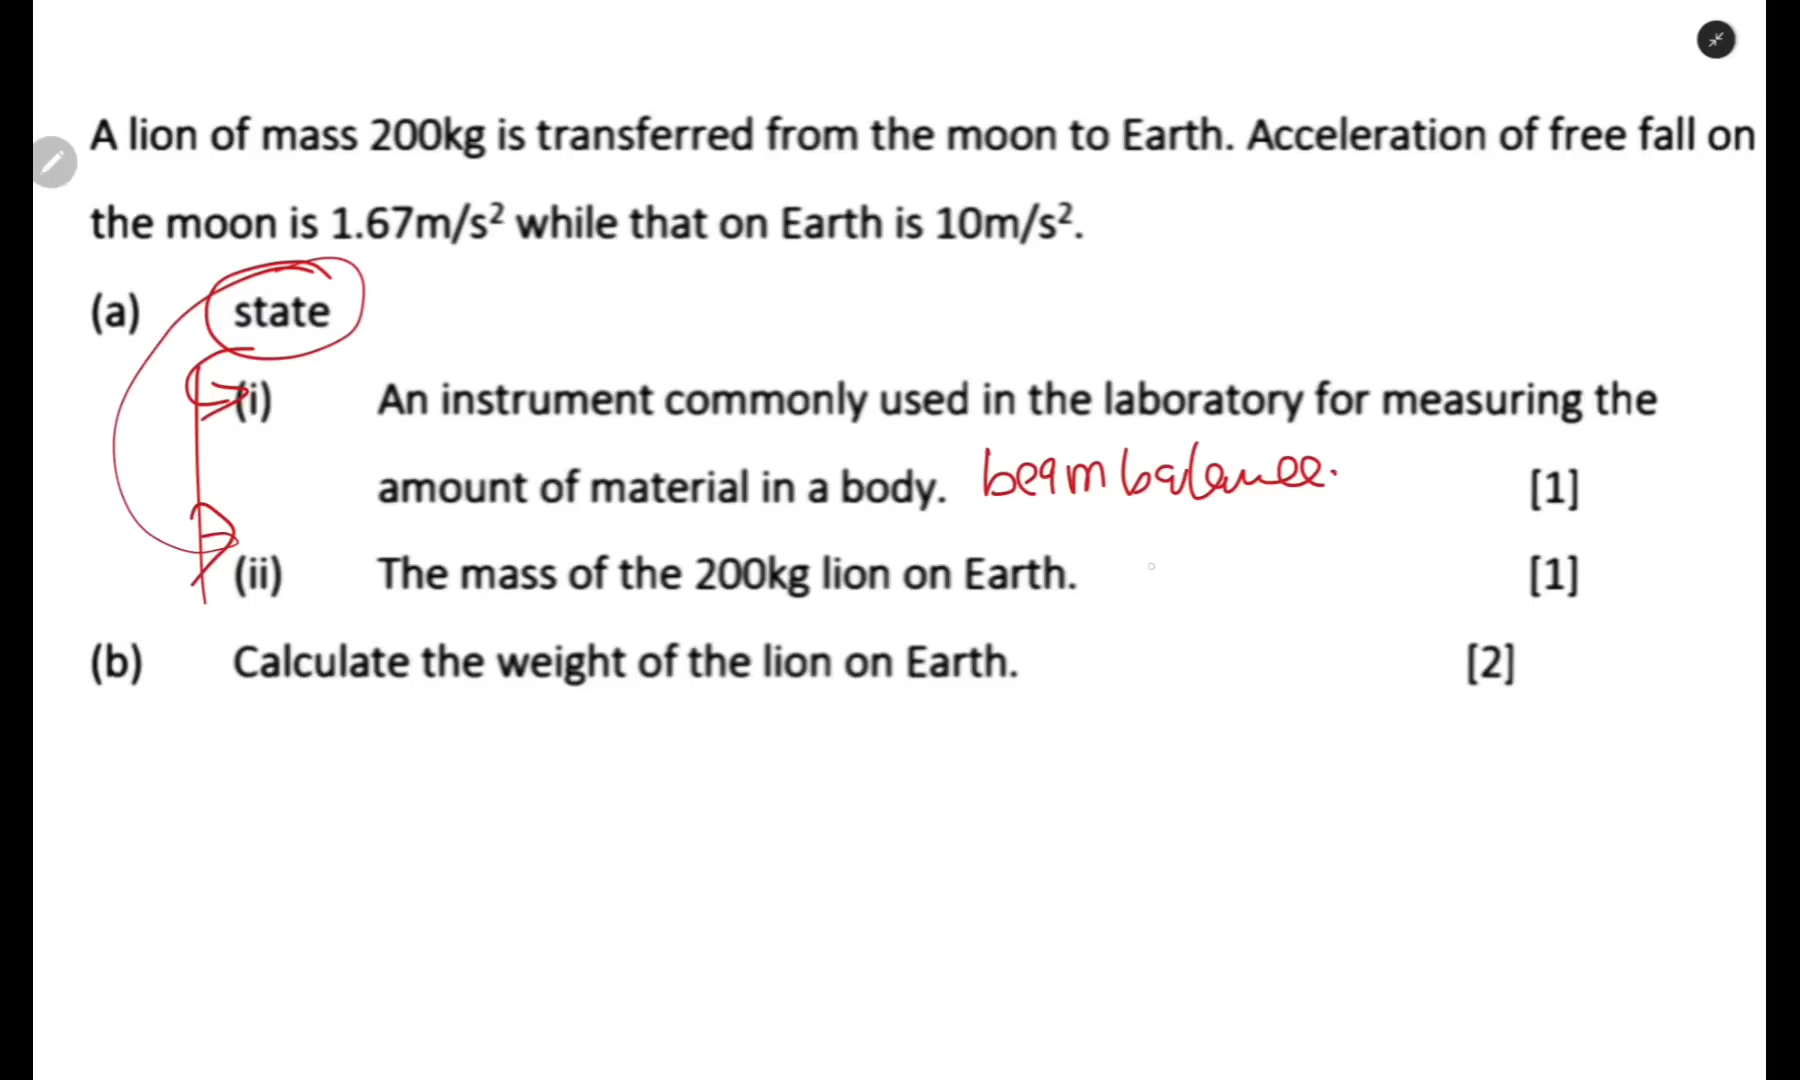 A lion of mass 200kg is transferred from the moon to Earth. Acceleration of free fall on
the moon is 1.67m/s² while that on Earth is 10m/s².
(a) state
(i) An instrument commonly used in the laboratory for measuring the
amount of material in a body. beam balance. [1]
(ii) The mass of the 200kg lion on Earth. [1]
(b) Calculate the weight of the lion on Earth. [2]